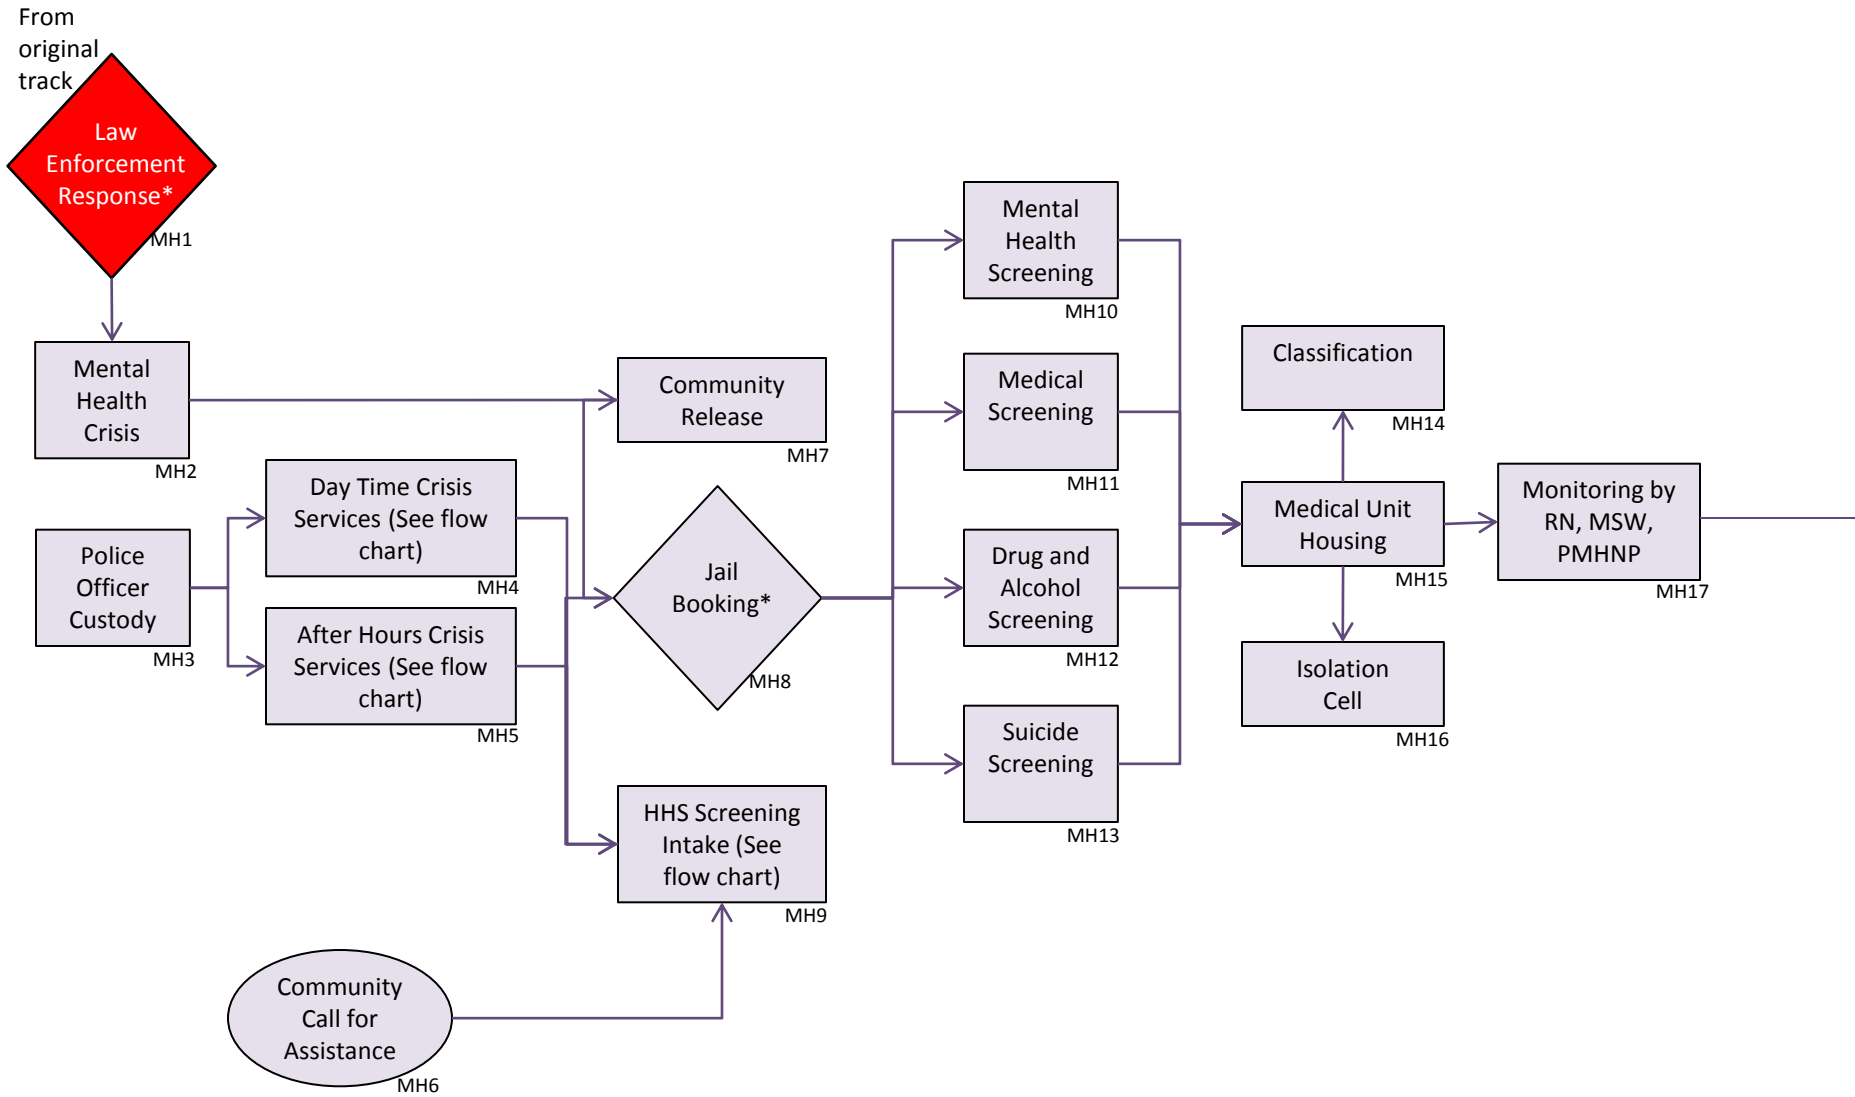 From
original
track
Law
Enforcement
Response*
MH1
Mental
Health
Crisis
MH2
Police
Officer
Custody
MH3
Day Time Crisis
Services (See flow
chart)
MH4
After Hours Crisis
Services (See flow
chart)
MH5
Community
Call for
Assistance
MH6
Community
Release
MH7
Jail
Booking*
MH8
HHS Screening
Intake (See
flow chart)
MH9
Mental
Health
Screening
MH10
Medical
Screening
MH11
Drug and
Alcohol
Screening
MH12
Suicide
Screening
MH13
Classification
MH14
Medical Unit
Housing
MH15
Isolation
Cell
MH16
Monitoring by
RN, MSW,
PMHNP
MH17